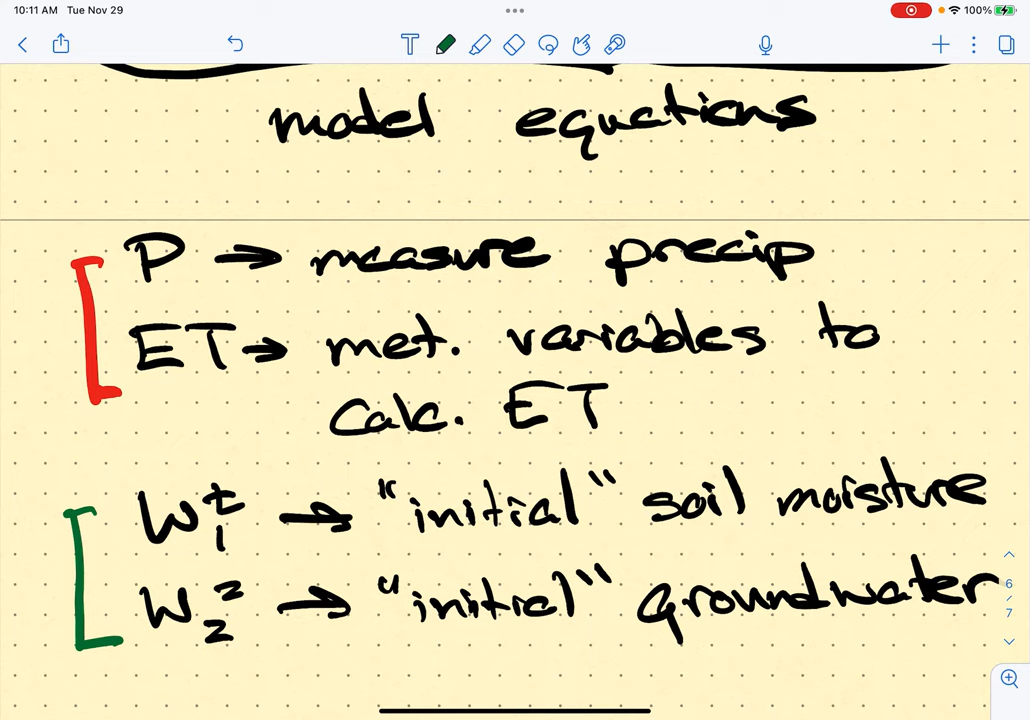 10:11 AM Tue Nov 29 100%
T
model equations
P → measure precip
ET → met. variables to
calc. ET
W₁ᵗ → "initial" soil moisture
W₂² → "initial" groundwater
6
/
7